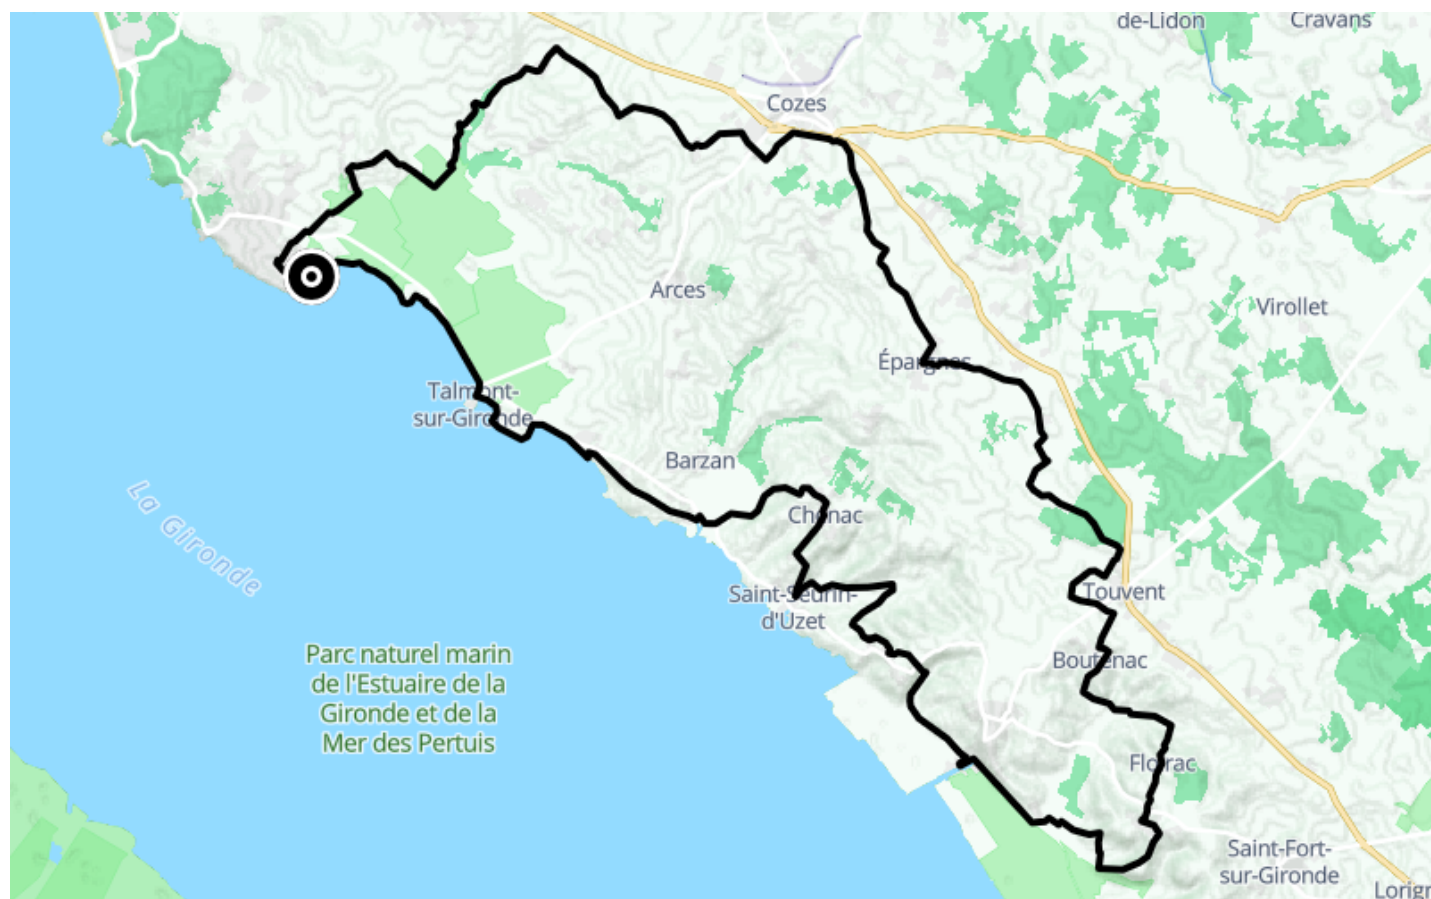 de-Lidon
Cravans
Cozes
Arces
Virollet
Épargnes
Talmont-
sur-Gironde
Barzan
Chenac
La Gironde
Saint-Seurin-
d'Uzet
Touvent
Parc naturel marin
de l'Estuaire de la
Gironde et de la
Mer des Pertuis
Boutenac
Floirac
Saint-Fort-
sur-Gironde
Lorign